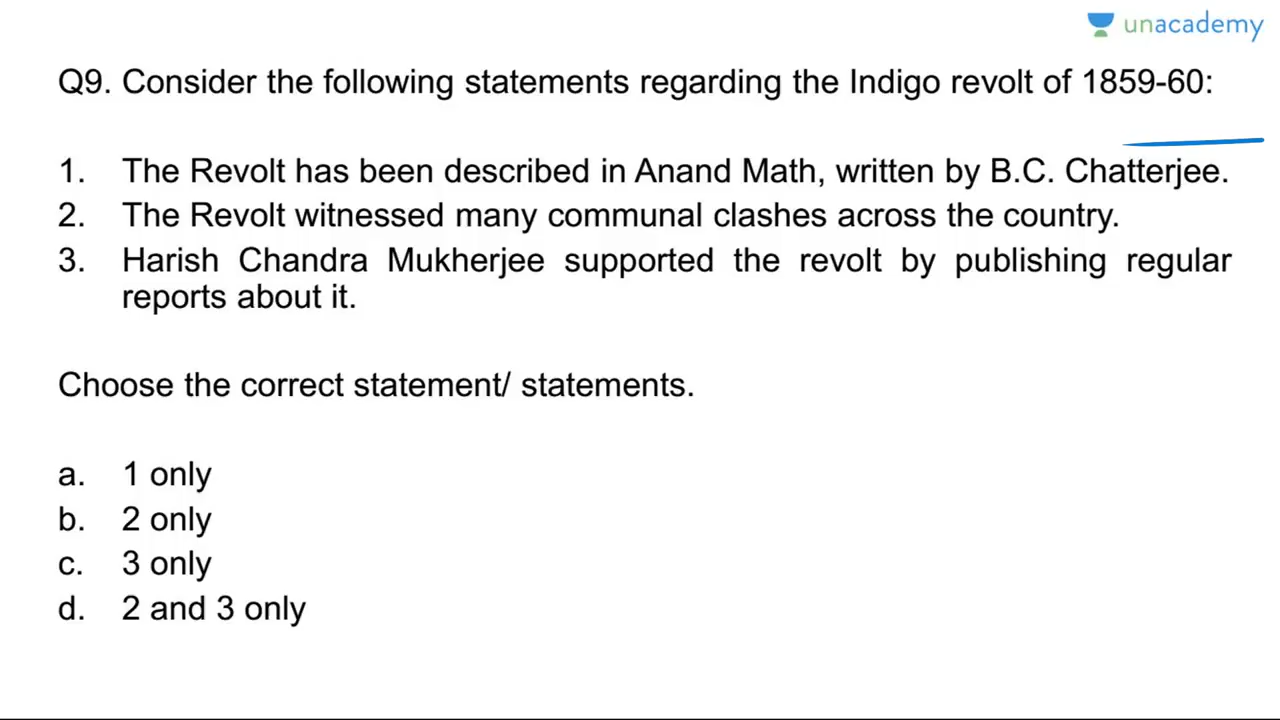 unacademy
Q9. Consider the following statements regarding the Indigo revolt of 1859-60:
1. The Revolt has been described in Anand Math, written by B.C. Chatterjee.
2. The Revolt witnessed many communal clashes across the country.
3. Harish Chandra Mukherjee supported the revolt by publishing regular
reports about it.
Choose the correct statement/ statements.
a. 1 only
b. 2 only
c. 3 only
d. 2 and 3 only